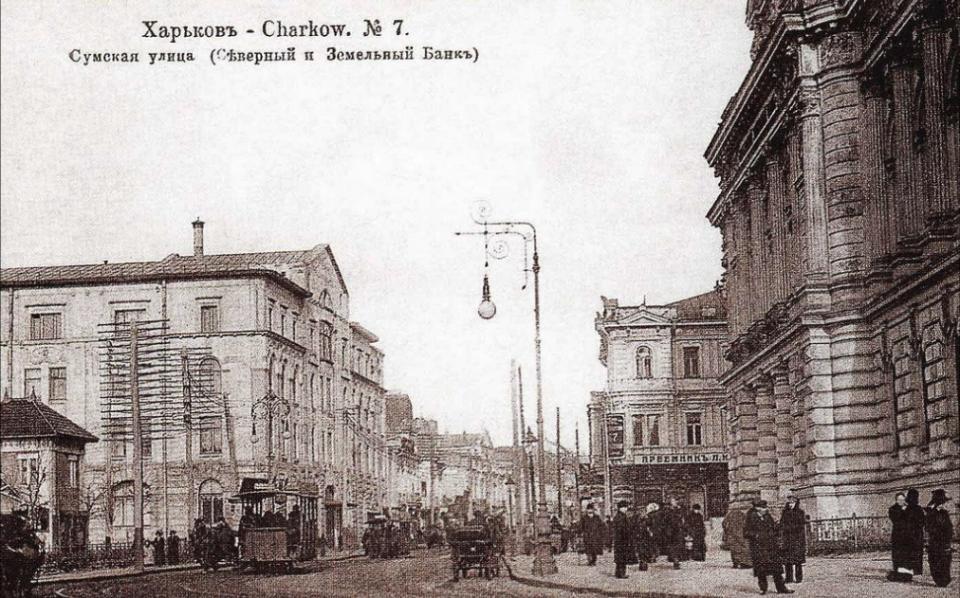 Харьковъ - Charkow. № 7.
Сумская улица (Сѣверный и Земельный Банкъ)
ПРЕЕМНИКЪ